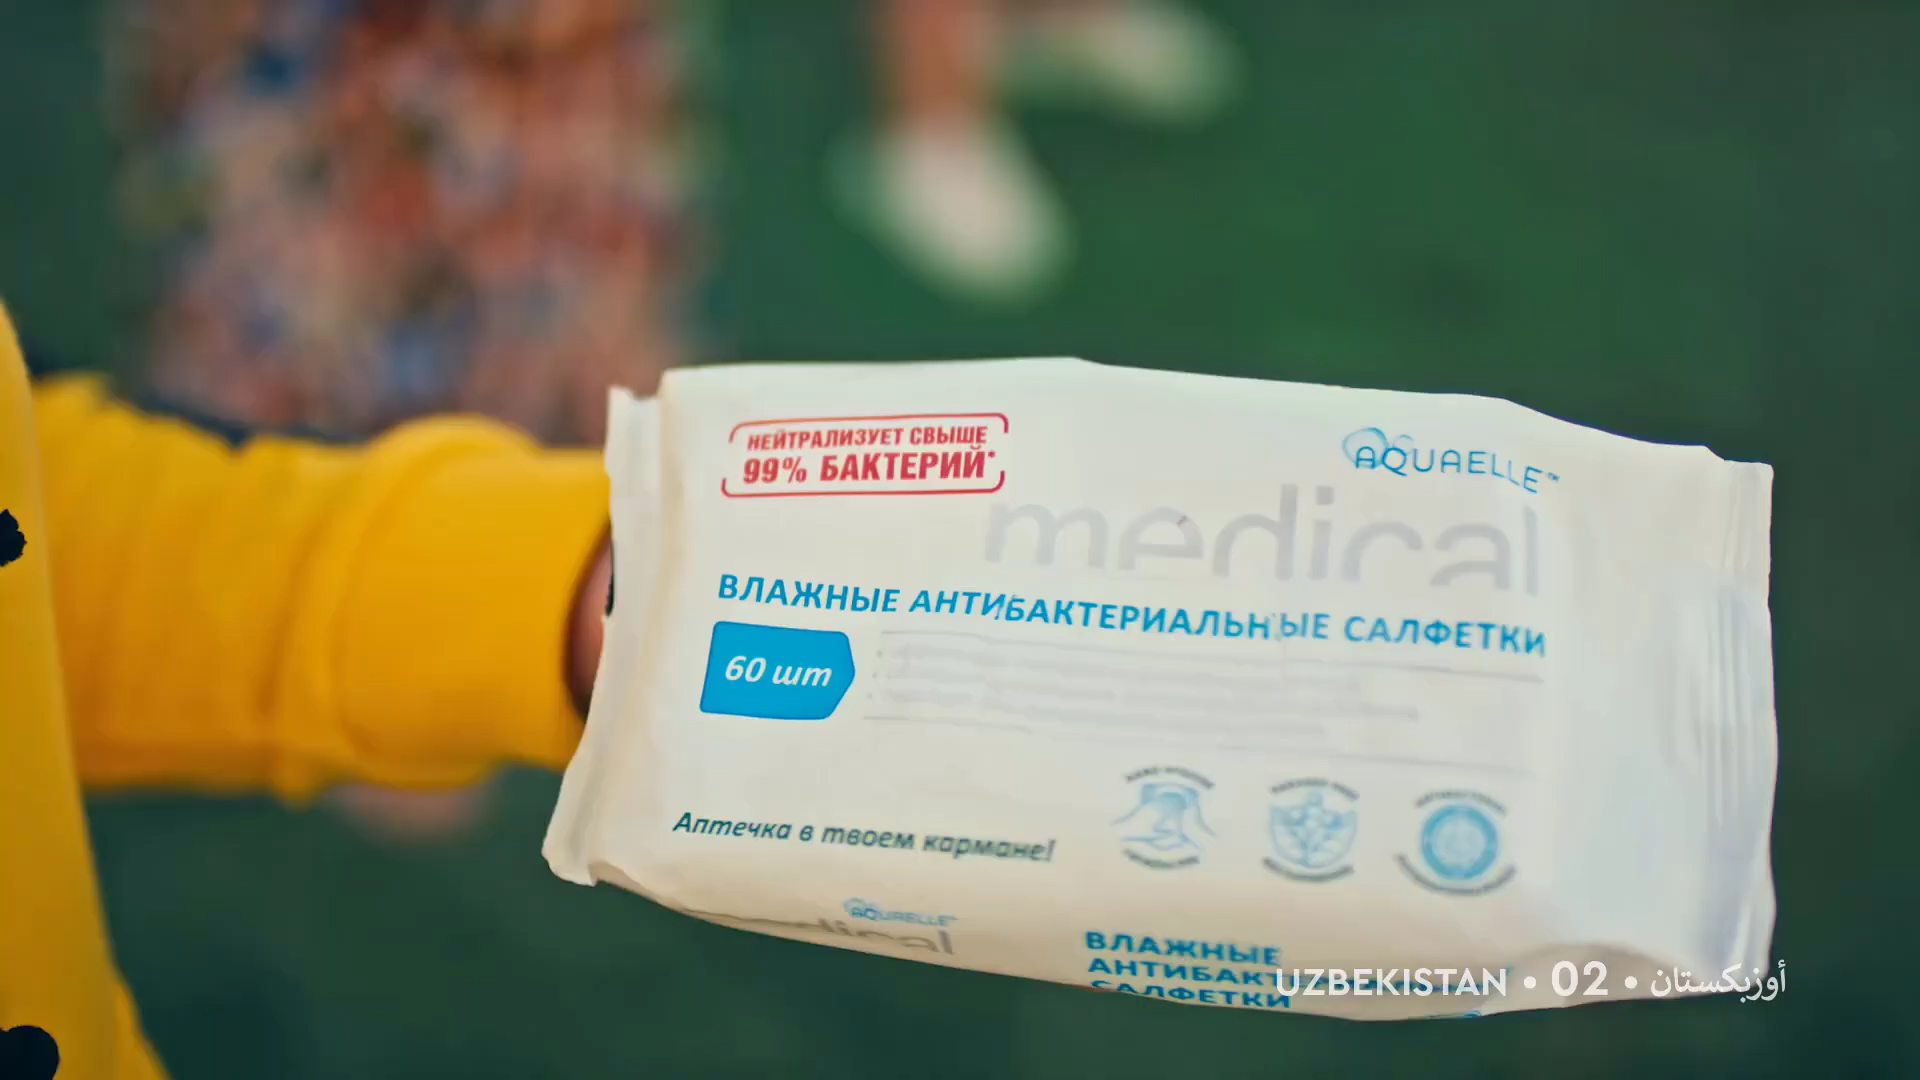 НЕЙТРАЛИЗУЕТ СВЫШЕ
99% БАКТЕРИЙ*
AQUAELLE™
medical
ВЛАЖНЫЕ АНТИБАКТЕРИАЛЬНЫЕ САЛФЕТКИ
60 шт
Аптечка в твоем кармане!
AQUAELLE™
medical
ВЛАЖНЫЕ
АНТИБАКТ
САЛФЕТКИ
UZBEKISTAN • 02 • أوزبكستان